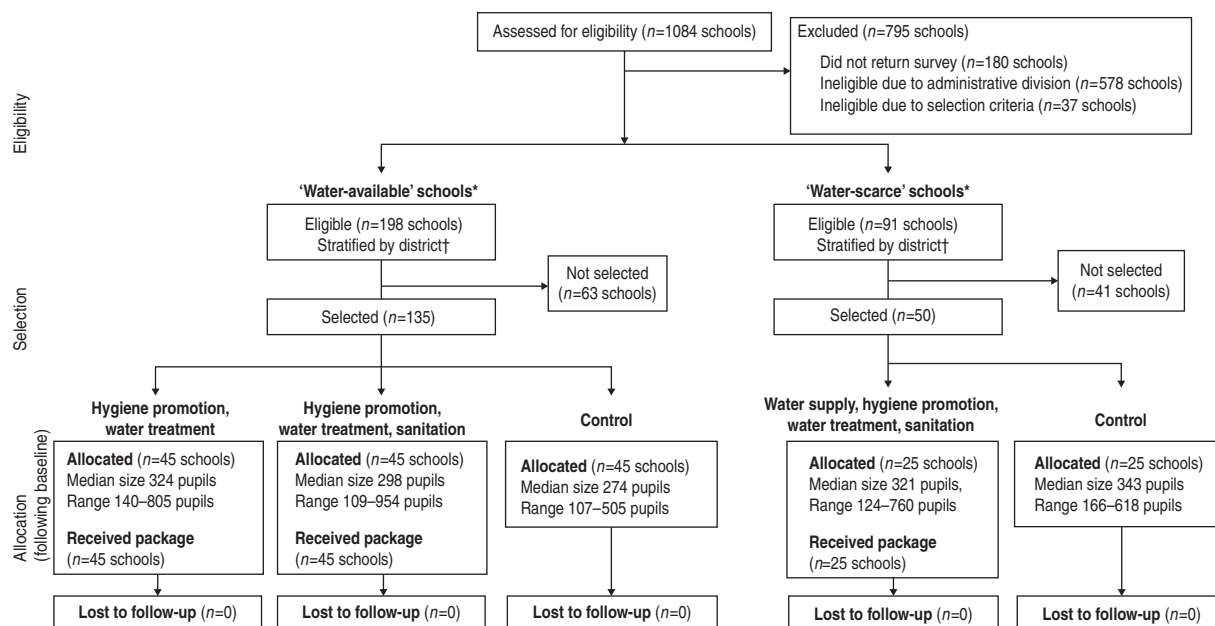 Assessed for eligibility (n=1084 schools)
Excluded (n=795 schools)
Did not return survey (n=180 schools)
Ineligible due to administrative division (n=578 schools)
Ineligible due to selection criteria (n=37 schools)
Eligibility
'Water-available' schools*
Eligible (n=198 schools)
Stratified by district†
Not selected
(n=63 schools)
Selected (n=135)
'Water-scarce' schools*
Eligible (n=91 schools)
Stratified by district†
Not selected
(n=41 schools)
Selected (n=50)
Selection
Hygiene promotion,
water treatment
Allocated (n=45 schools)
Median size 324 pupils
Range 140–805 pupils
Received package
(n=45 schools)
Lost to follow-up (n=0)
Hygiene promotion,
water treatment, sanitation
Allocated (n=45 schools)
Median size 298 pupils
Range 109–954 pupils
Received package
(n=45 schools)
Lost to follow-up (n=0)
Control
Allocated (n=45 schools)
Median size 274 pupils
Range 107–505 pupils
Lost to follow-up (n=0)
Water supply, hygiene promotion,
water treatment, sanitation
Allocated (n=25 schools)
Median size 321 pupils,
Range 124–760 pupils
Received package
(n=25 schools)
Lost to follow-up (n=0)
Control
Allocated (n=25 schools)
Median size 343 pupils
Range 166–618 pupils
Lost to follow-up (n=0)
Allocation
(following baseline)